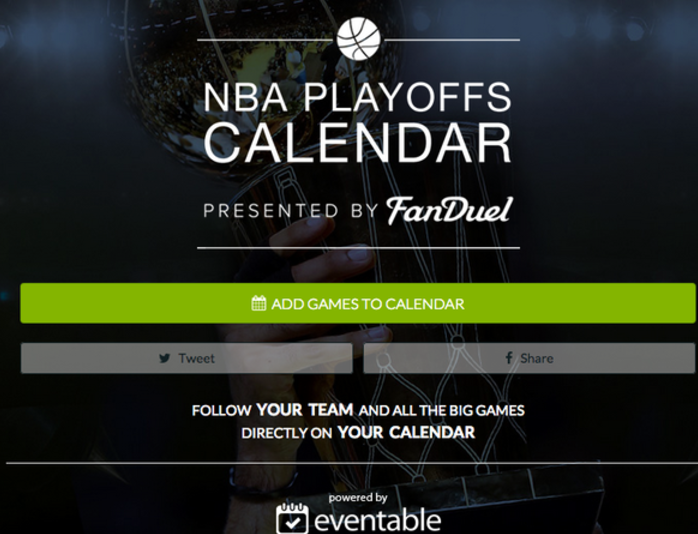 NBA PLAYOFFS
CALENDAR
PRESENTED BY FanDuel
ADD GAMES TO CALENDAR
Tweet
Share
FOLLOW YOUR TEAM AND ALL THE BIG GAMES
DIRECTLY ON YOUR CALENDAR
powered by
eventable